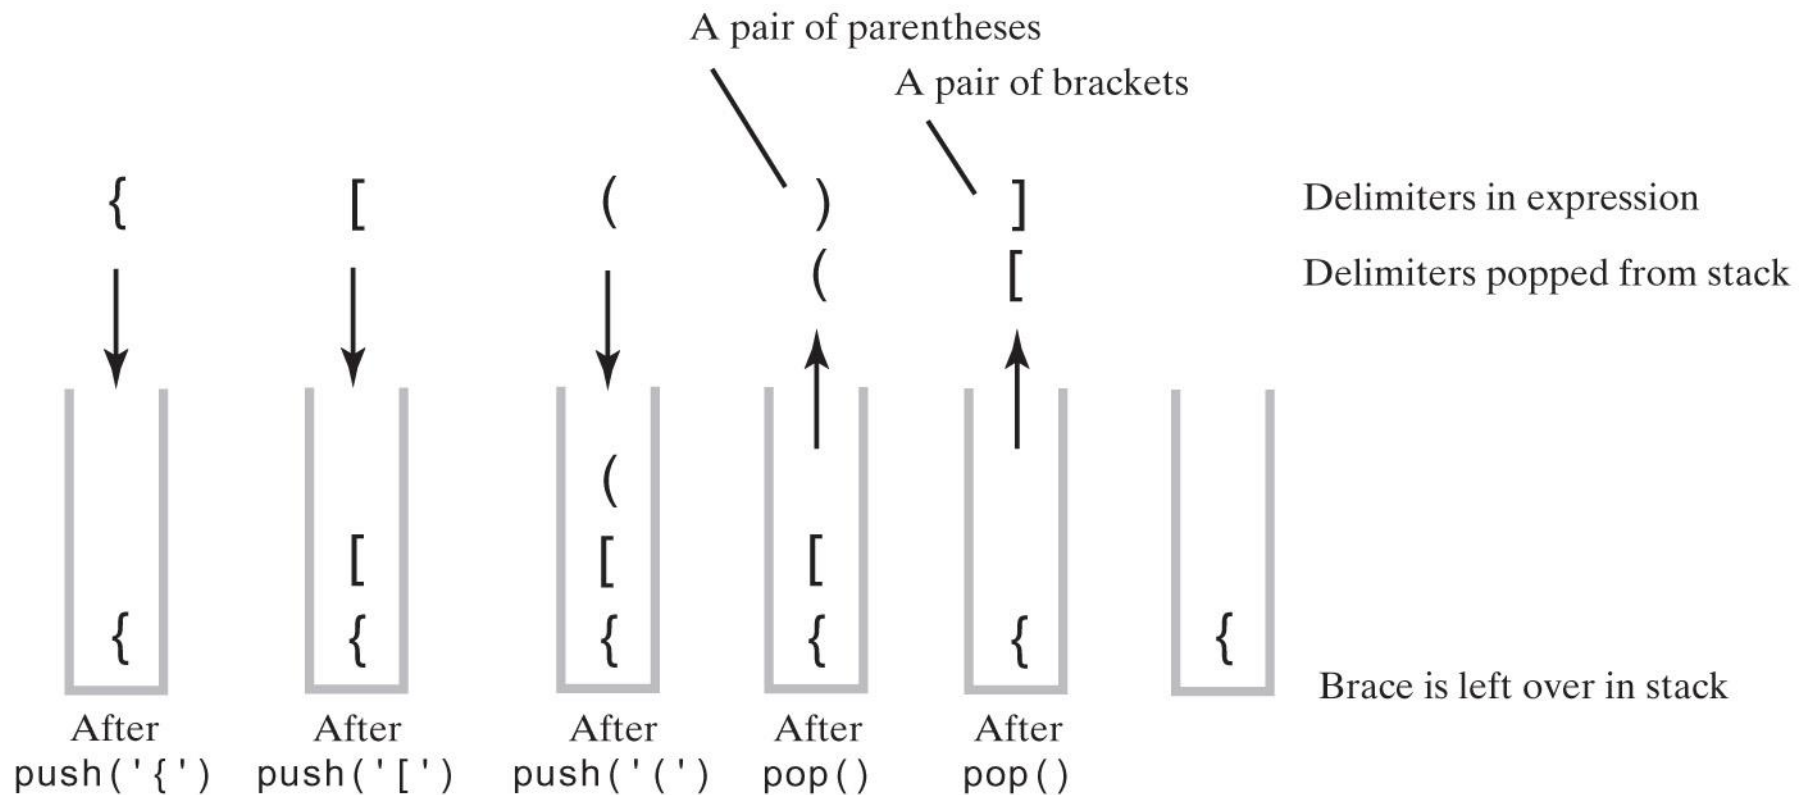 A pair of parentheses
A pair of brackets
{ [ ( ) ] Delimiters in expression
( [ Delimiters popped from stack
(
[ [ [
{ { { { { {
Brace is left over in stack
After After After After After
push('{') push('[') push('(') pop() pop()